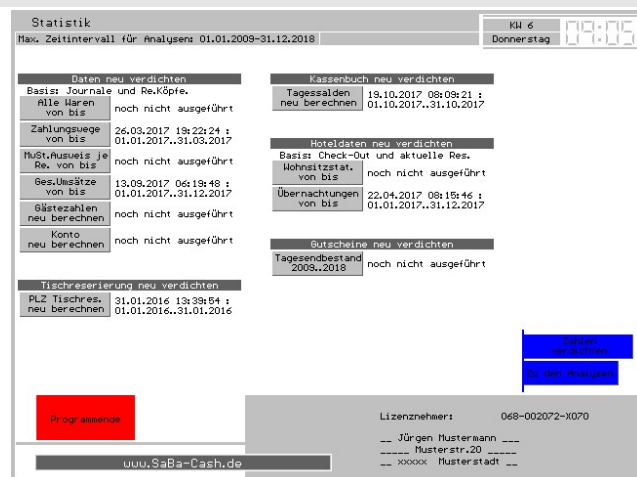 Statistik
Max. Zeitintervall für Analysen: 01.01.2009-31.12.2018
KW 6
Donnerstag
09:05
Daten neu verdichten
Basis: Journale und Re.Köpfe.
Alle Waren
von bis
noch nicht ausgeführt
Zahlungswege
von bis
26.03.2017 19:22:24 :
01.01.2017..31.03.2017
MwSt.Ausweis je
Re. von bis
noch nicht ausgeführt
Ges.Umsätze
von bis
13.09.2017 06:19:48 :
01.01.2017..31.12.2017
Gästezahlen
neu berechnen
noch nicht ausgeführt
Konto
neu berechnen
noch nicht ausgeführt
Tischreserierung neu verdichten
PLZ Tischres.
neu berechnen
31.01.2016 13:39:54 :
01.01.2016..31.01.2016
Kassenbuch neu verdichten
Tagessalden
neu berechnen
19.10.2017 08:09:21 :
01.10.2017..31.10.2017
Hoteldaten neu verdichten
Basis: Check-Out und aktuelle Res.
Wohnsitzstat.
von bis
noch nicht ausgeführt
Übernachtungen
von bis
22.04.2017 08:15:46 :
01.01.2017..31.12.2017
Gutscheine neu verdichten
Tagesendbestand
2009..2018
noch nicht ausgeführt
Zahlen
verdichten
Zu den Analysen
Programmende
Lizenznehmer: 068-002072-X070
__ Jürgen Mustermann ___
_____ Musterstr.20 _____
__ xxxxx Musterstadt __
www.SaBa-Cash.de